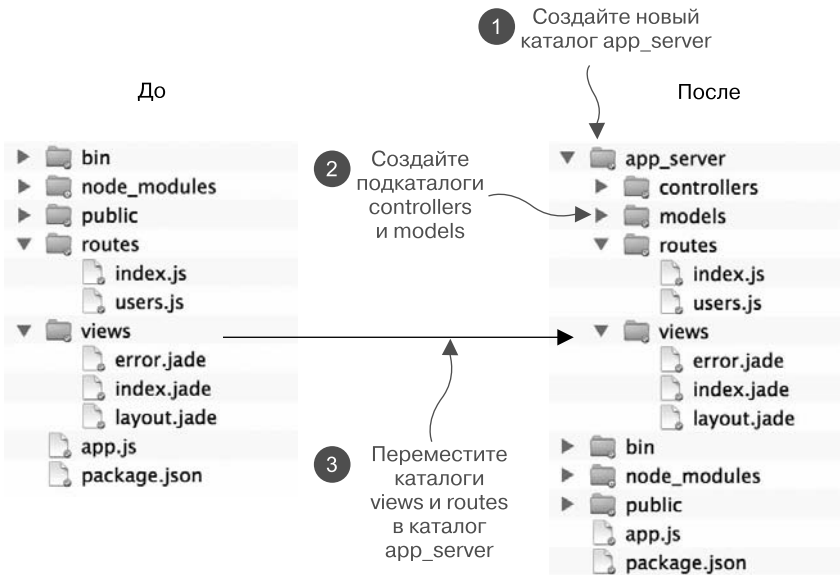 1
Создайте новый
каталог app_server
До
После
bin
node_modules
public
routes
index.js
users.js
views
error.jade
index.jade
layout.jade
app.js
package.json
2
Создайте
подкаталоги
controllers
и models
3
Переместите
каталоги
views и routes
в каталог
app_server
app_server
controllers
models
routes
index.js
users.js
views
error.jade
index.jade
layout.jade
bin
node_modules
public
app.js
package.json